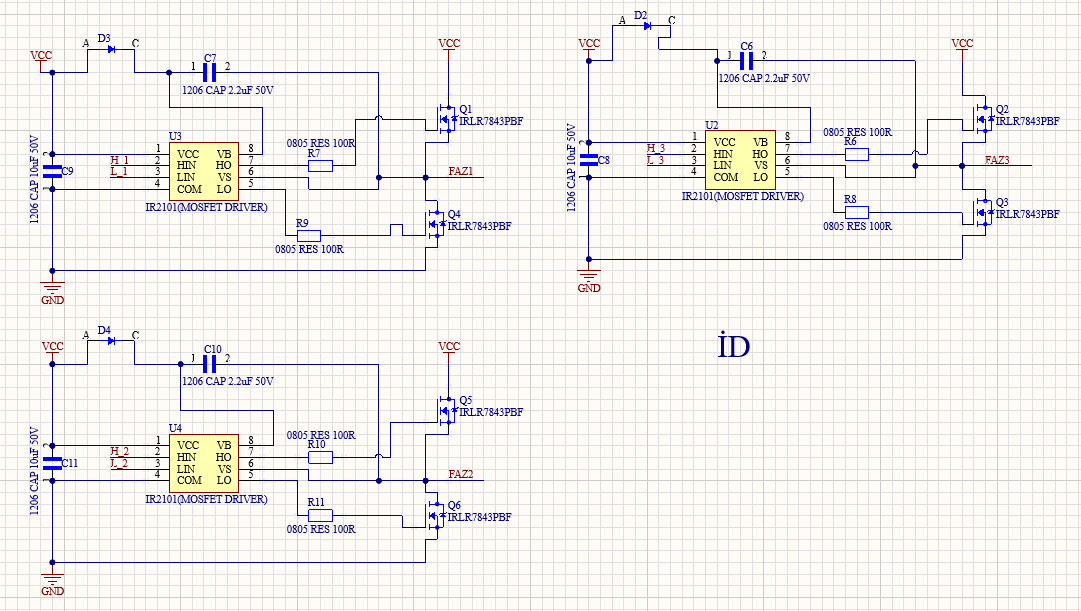 D3
A C
VCC
C7
1 2
1206 CAP 2.2uF 50V
VCC
Q1
IRLR7843PBF
U3
1 VCC VB 8
H_1 2 HIN HO 7
L_1 3 LIN VS 6
4 COM LO 5
IR2101(MOSFET DRIVER)
1206 CAP 10uF 50V
C9
0805 RES 100R
R7
FAZ1
R9
0805 RES 100R
Q4
IRLR7843PBF
GND
D2
A C
VCC
C6
1 2
1206 CAP 2.2uF 50V
VCC
Q2
IRLR7843PBF
U2
1 VCC VB 8
H_3 2 HIN HO 7
L_3 3 LIN VS 6
4 COM LO 5
IR2101(MOSFET DRIVER)
1206 CAP 10uF 50V
C8
0805 RES 100R
R6
FAZ3
R8
0805 RES 100R
Q3
IRLR7843PBF
GND
D4
A C
VCC
C10
1 2
1206 CAP 2.2uF 50V
VCC
Q5
IRLR7843PBF
U4
1 VCC VB 8
H_2 2 HIN HO 7
L_2 3 LIN VS 6
4 COM LO 5
IR2101(MOSFET DRIVER)
1206 CAP 10uF 50V
C11
0805 RES 100R
R10
FAZ2
R11
0805 RES 100R
Q6
IRLR7843PBF
GND
İD